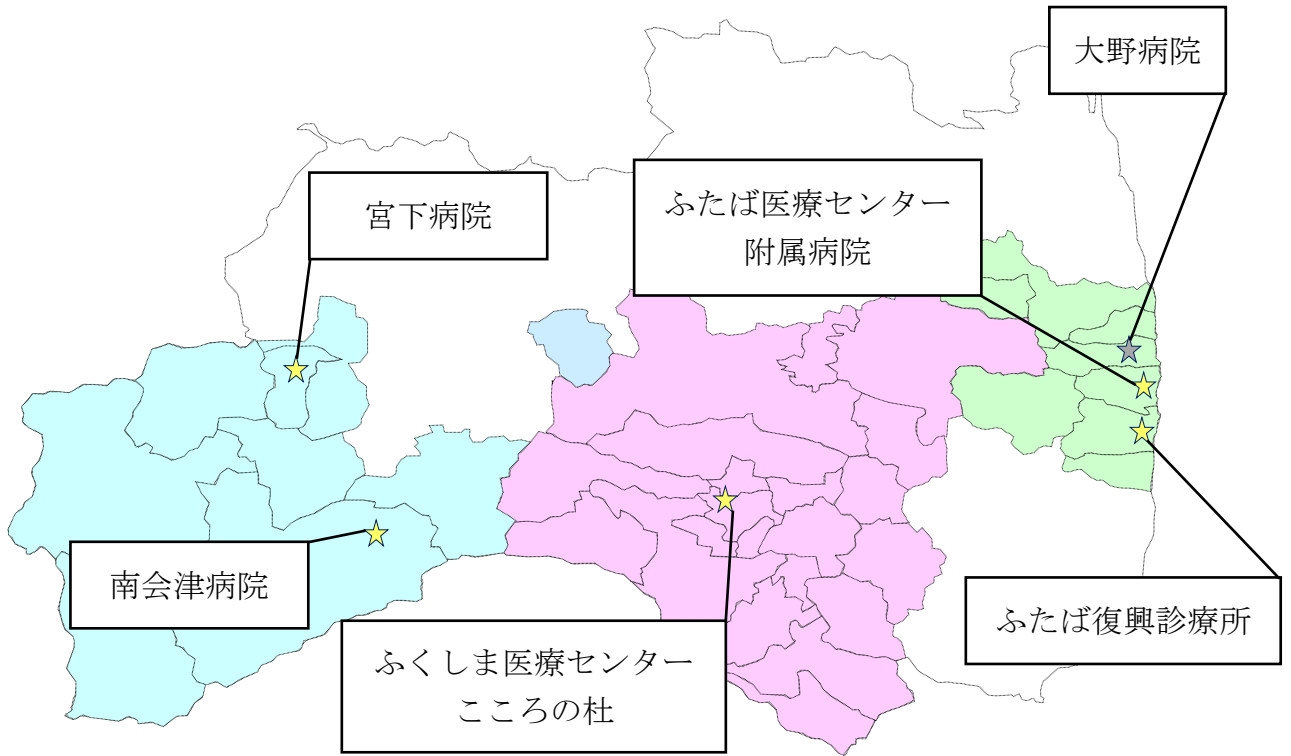 大野病院
ふたば医療センター
附属病院
宮下病院
南会津病院
ふくしま医療センター
こころの杜
ふたば復興診療所